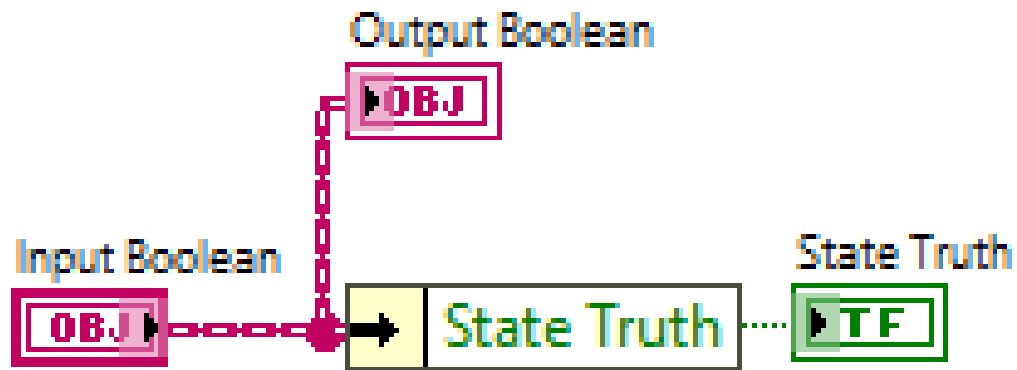 Output Boolean
OBJ
Input Boolean
OBJ
State Truth
State Truth
TF